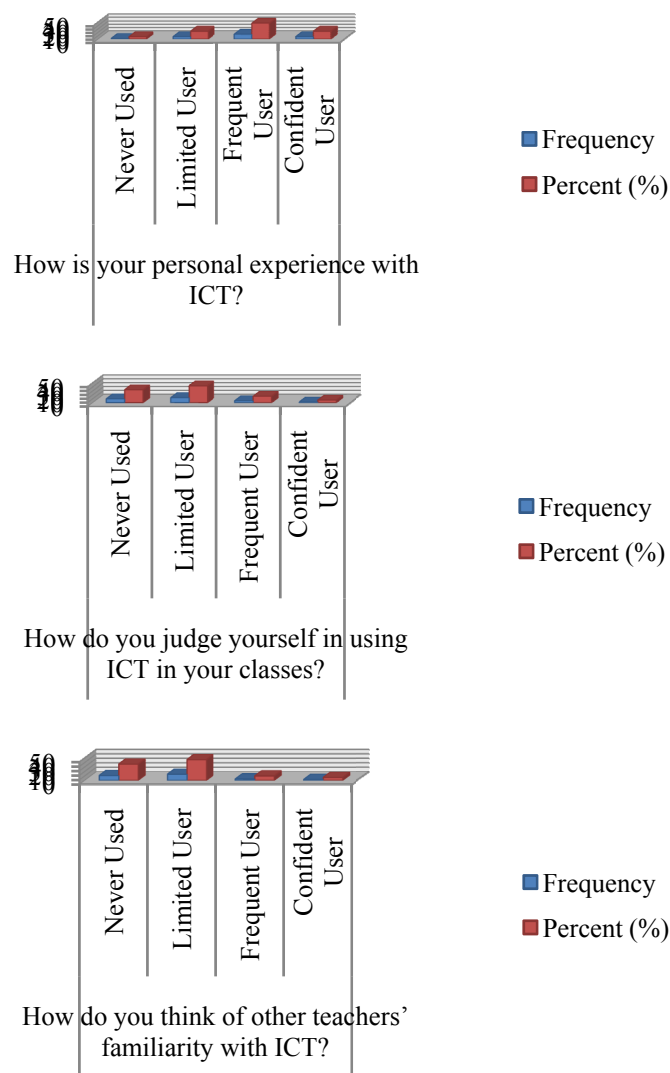 Never Used
Limited User
Frequent
User
Confident
User
How is your personal experience with
ICT?
Frequency
Percent (%)
Never Used
Limited User
Frequent User
Confident
User
How do you judge yourself in using
ICT in your classes?
Frequency
Percent (%)
Never Used
Limited User
Frequent User
Confident
User
How do you think of other teachers’
familiarity with ICT?
Frequency
Percent (%)